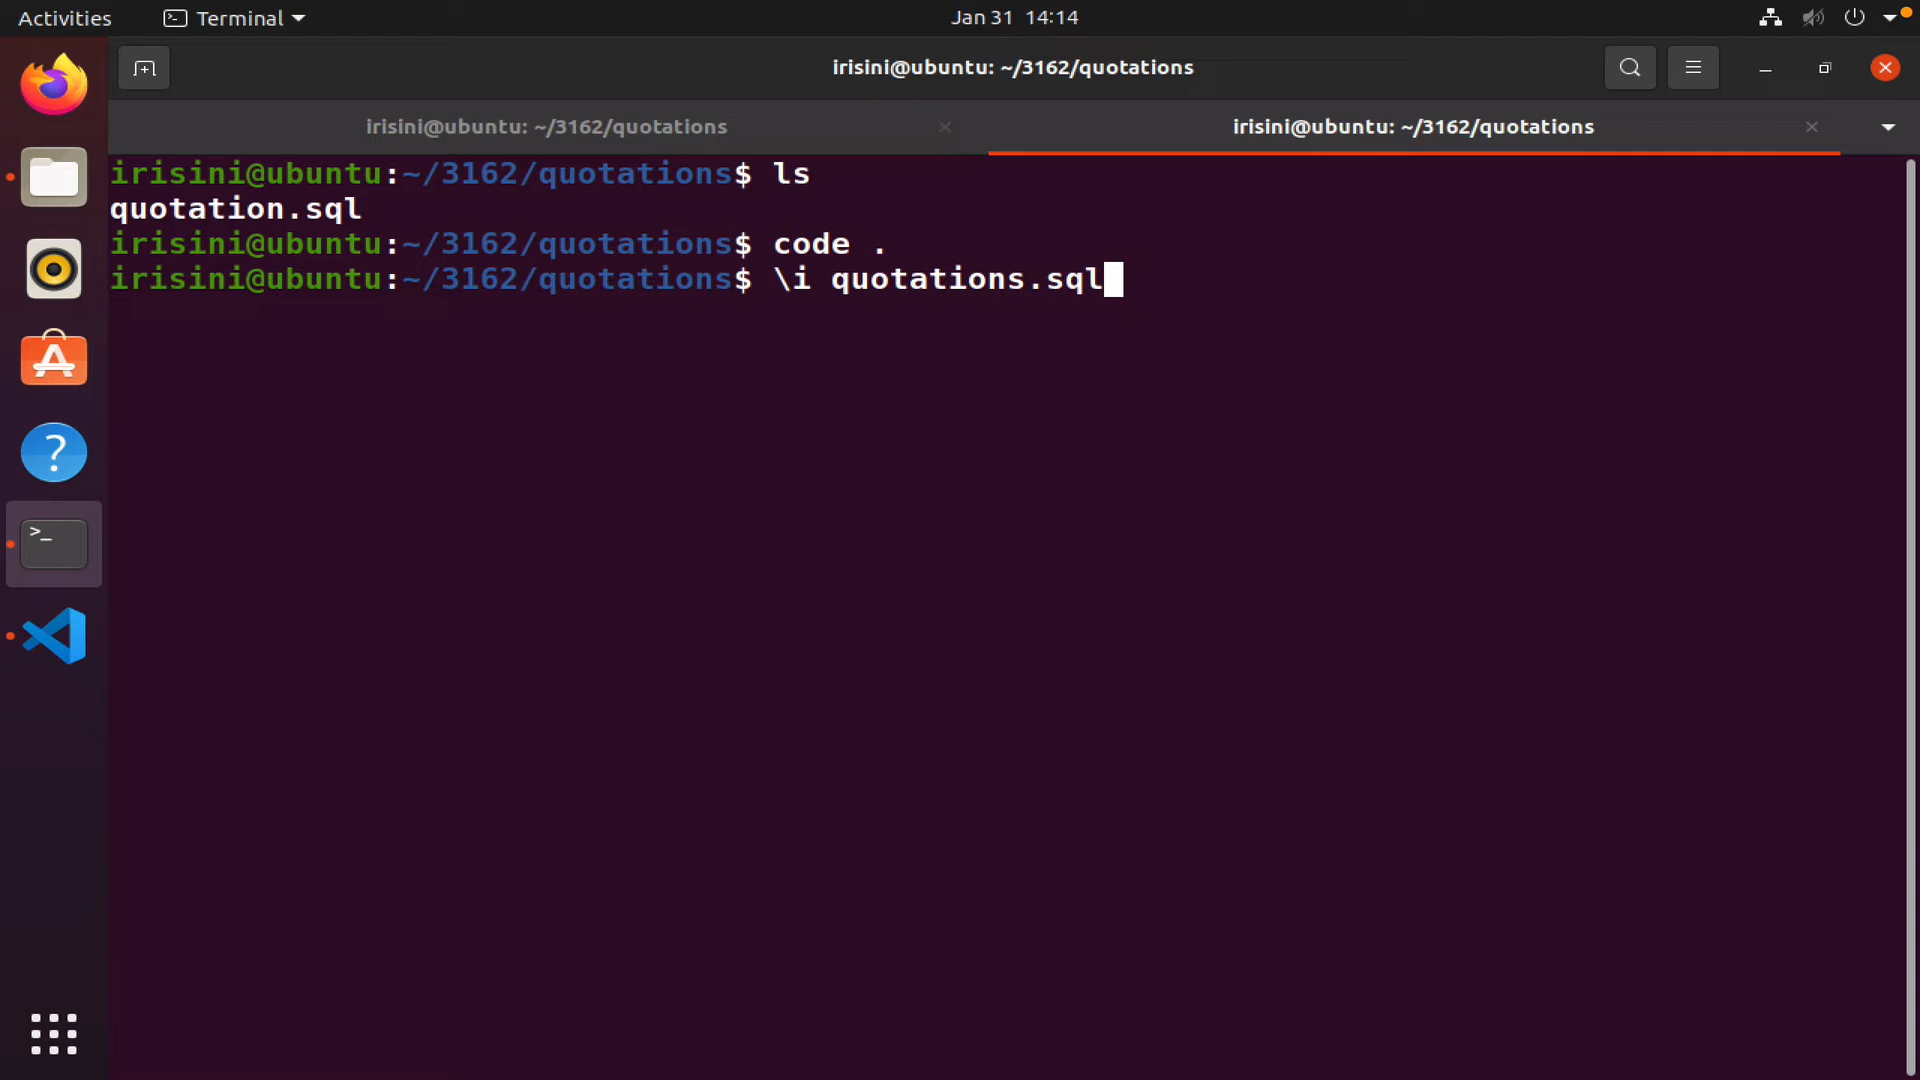 Activities Terminal Jan 31 14:14
irisini@ubuntu: ~/3162/quotations
irisini@ubuntu: ~/3162/quotations irisini@ubuntu: ~/3162/quotations
irisini@ubuntu:~/3162/quotations$ ls
quotation.sql
irisini@ubuntu:~/3162/quotations$ code .
irisini@ubuntu:~/3162/quotations$ \i quotations.sql